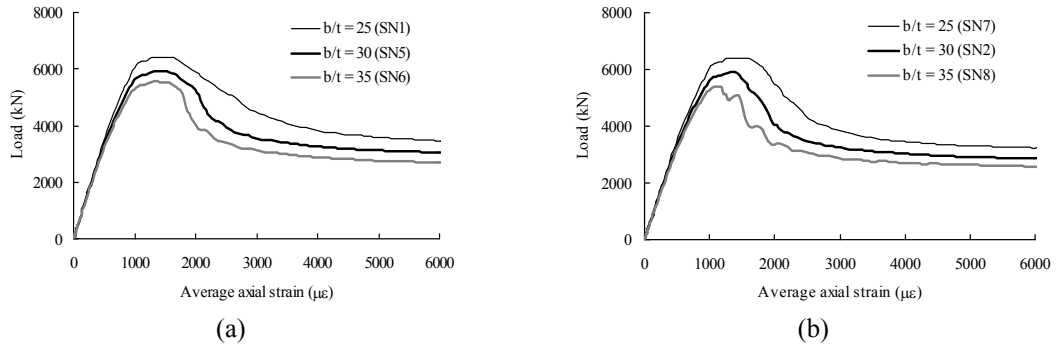 8000
6000
4000
2000
0
Load (kN)
b/t = 25 (SN1)
b/t = 30 (SN5)
b/t = 35 (SN6)
0 1000 2000 3000 4000 5000 6000
Average axial strain (με)
(a)
8000
6000
4000
2000
0
Load (kN)
b/t = 25 (SN7)
b/t = 30 (SN2)
b/t = 35 (SN8)
0 1000 2000 3000 4000 5000 6000
Average axial strain (με)
(b)